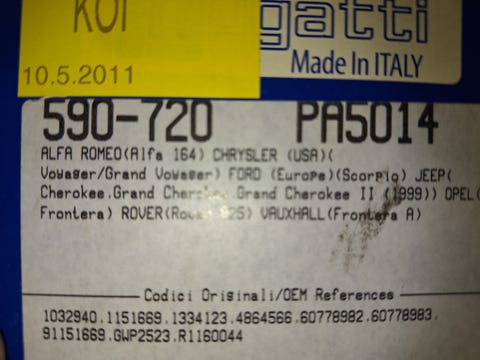 KOI
gatti
10.5.2011
Made In ITALY
590-720 PA5014
ALFA ROMEO(Alfa 164) CHRYSLER (USA)(
Voyager/Grand Voyager) FORD (Europe)(Scorpio) JEEP(
Cherokee.Grand Cherokee Grand Cherokee II (1999)) OPEL(
Frontera) ROVER(Rover 825) VAUXHALL(Frontera A)
Codici Originali/OEM References
1032940.1151669.1334123.4864566.60778982.60778983.
91151669.GWP2523.R1160044